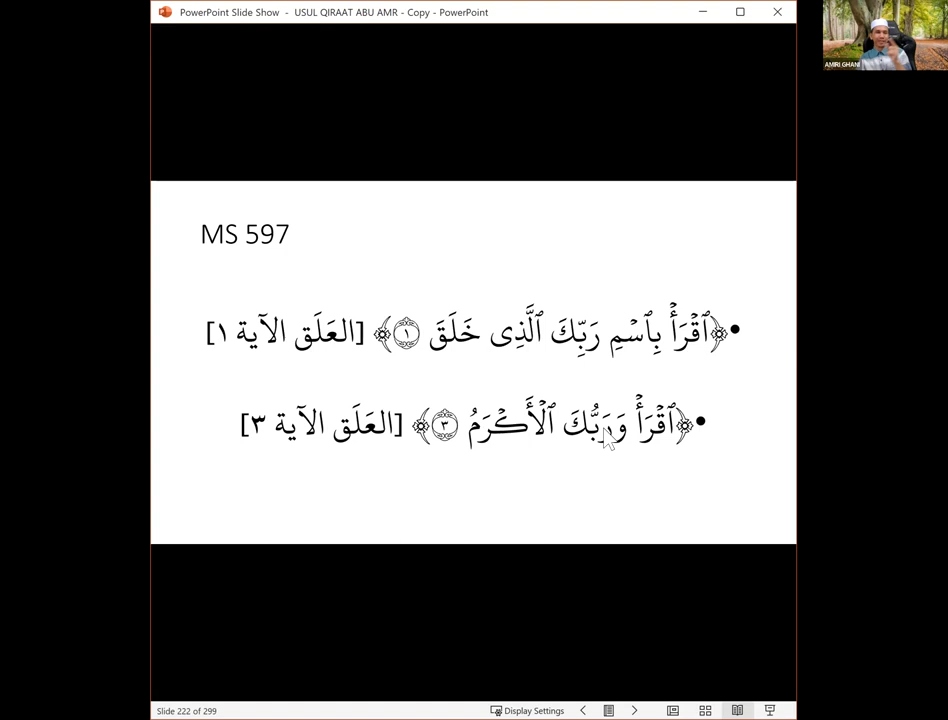 PowerPoint Slide Show - USUL QIRAAT ABU AMR - Copy - PowerPoint
AMIRI GHANI
MS 597
•﴿ٱقۡرَأۡ بِٱسۡمِ رَبِّكَ ٱلَّذِى خَلَقَ ١﴾ [العَلَق الآية ١]
•﴿ٱقۡرَأۡ وَرَبُّكَ ٱلۡأَكۡرَمُ ٣﴾ [العَلَق الآية ٣]
Slide 222 of 299
Display Settings